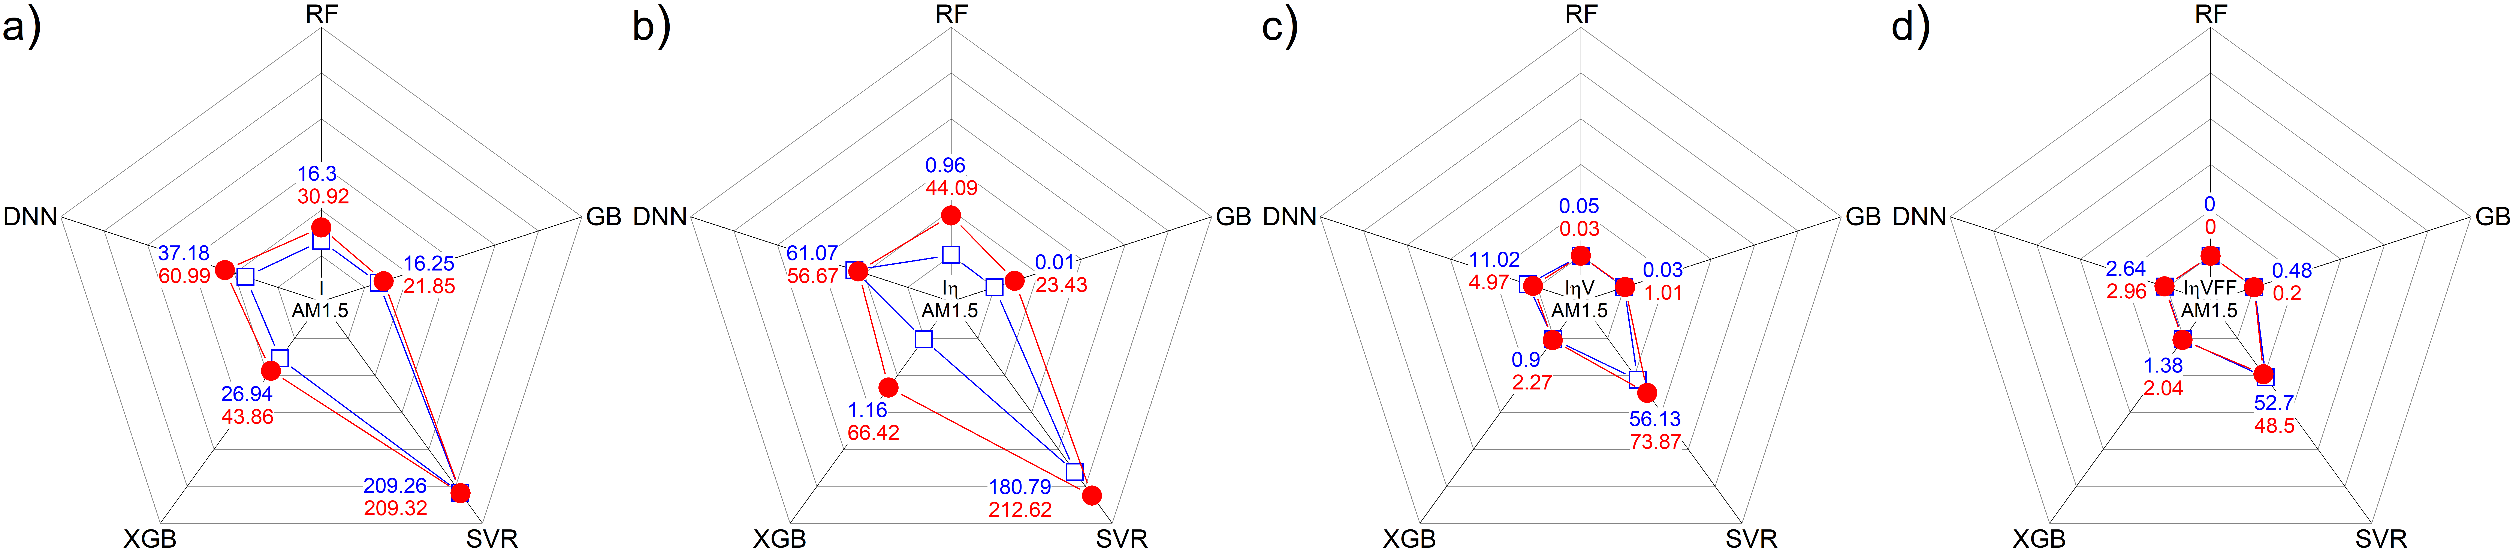 a)
RF
16.3
30.92
DNN
GB
37.18
60.99
16.25
21.85
I
AM1.5
26.94
43.86
209.26
209.32
XGB
SVR
b)
RF
0.96
44.09
DNN
GB
61.07
56.67
0.01
23.43
Iη
AM1.5
1.16
66.42
180.79
212.62
XGB
SVR
c)
RF
0.05
0.03
DNN
GB
11.02
4.97
0.03
1.01
IηV
AM1.5
0.9
2.27
56.13
73.87
XGB
SVR
d)
RF
0
0
DNN
GB
2.64
2.96
0.48
0.2
IηVFF
AM1.5
1.38
2.04
52.7
48.5
XGB
SVR